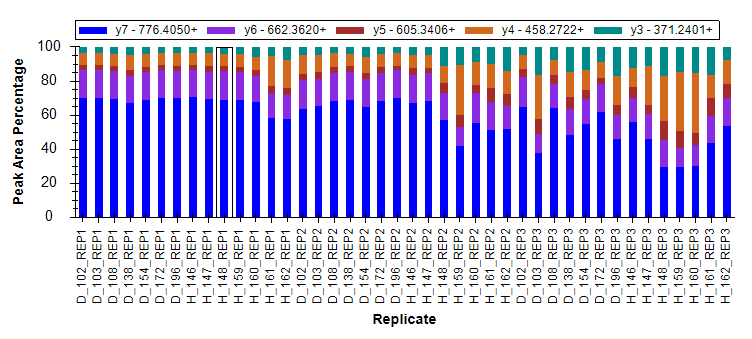 y7 - 776.4050+ y6 - 662.3620+ y5 - 605.3406+ y4 - 458.2722+ y3 - 371.2401+
100
80
60
40
20
0
Peak Area Percentage
D_102_REP1
D_103_REP1
D_108_REP1
D_138_REP1
D_154_REP1
D_172_REP1
D_196_REP1
H_146_REP1
H_147_REP1
H_148_REP1
H_159_REP1
H_160_REP1
H_161_REP1
H_162_REP1
D_102_REP2
D_103_REP2
D_108_REP2
D_138_REP2
D_154_REP2
D_172_REP2
D_196_REP2
H_146_REP2
H_147_REP2
H_148_REP2
H_159_REP2
H_160_REP2
H_161_REP2
H_162_REP2
D_102_REP3
D_103_REP3
D_108_REP3
D_138_REP3
D_154_REP3
D_172_REP3
D_196_REP3
H_146_REP3
H_147_REP3
H_148_REP3
H_159_REP3
H_160_REP3
H_161_REP3
H_162_REP3
Replicate